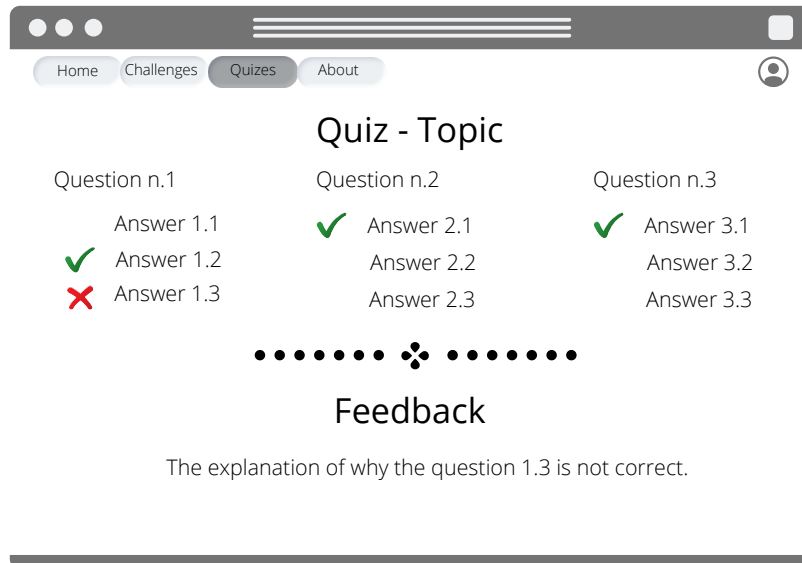 Home Challenges Quizes About
Quiz - Topic
Question n.1
Answer 1.1
Answer 1.2
Answer 1.3
Question n.2
Answer 2.1
Answer 2.2
Answer 2.3
Question n.3
Answer 3.1
Answer 3.2
Answer 3.3
Feedback
The explanation of why the question 1.3 is not correct.